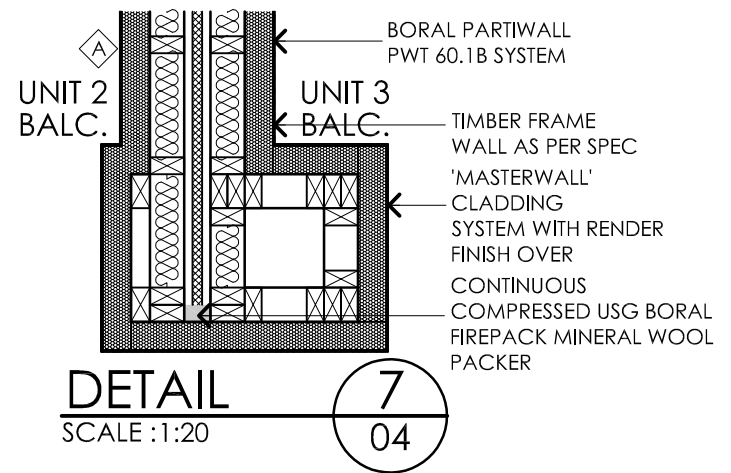 A
UNIT 2
BALC.
UNIT 3
BALC.
BORAL PARTIWALL
PWT 60.1B SYSTEM
TIMBER FRAME
WALL AS PER SPEC
'MASTERWALL'
CLADDING
SYSTEM WITH RENDER
FINISH OVER
CONTINUOUS
COMPRESSED USG BORAL
FIREPACK MINERAL WOOL
PACKER
DETAIL
SCALE :1:20
7
04